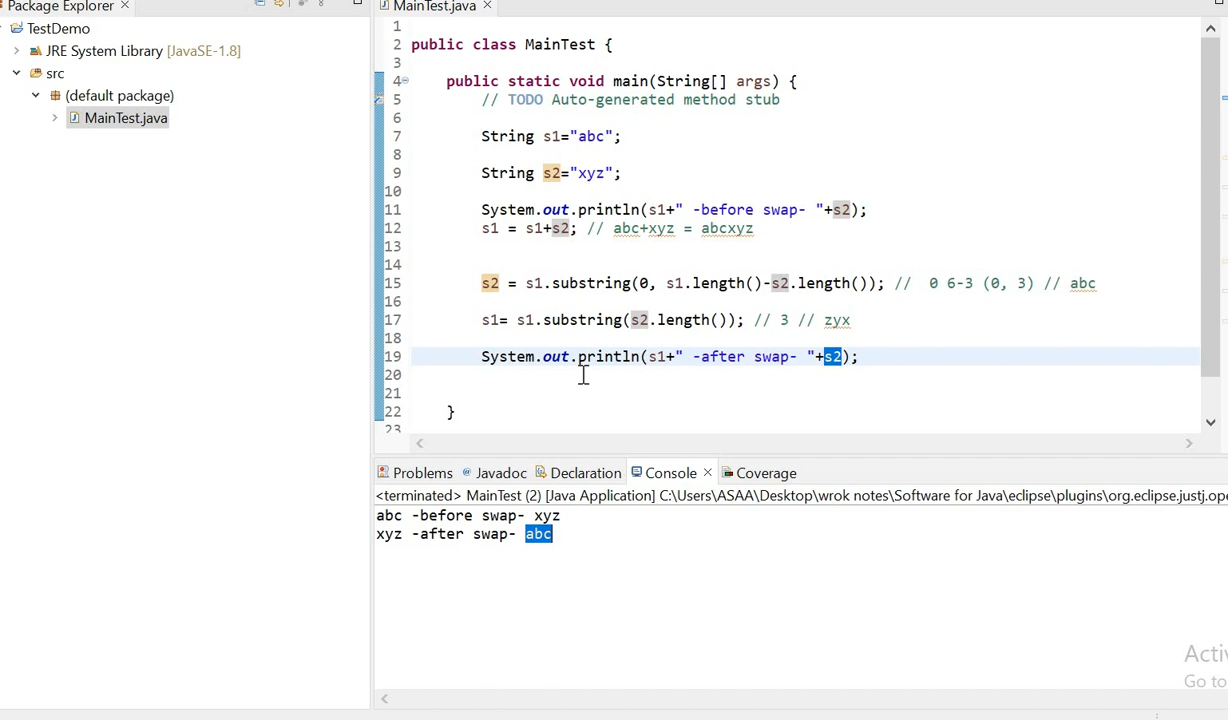 Package Explorer
TestDemo
JRE System Library [JavaSE-1.8]
src
(default package)
MainTest.java
MainTest.java
1
2 public class MainTest {
3
4 public static void main(String[] args) {
5 // TODO Auto-generated method stub
6
7 String s1="abc";
8
9 String s2="xyz";
10
11 System.out.println(s1+" -before swap- "+s2);
12 s1 = s1+s2; // abc+xyz = abcxyz
13
14
15 s2 = s1.substring(0, s1.length()-s2.length()); // 0 6-3 (0, 3) // abc
16
17 s1= s1.substring(s2.length()); // 3 // zyx
18
19 System.out.println(s1+" -after swap- "+s2);
20
21
22 }
23
Problems Javadoc Declaration Console Coverage
<terminated> MainTest (2) [Java Application] C:\Users\ASAA\Desktop\wrok notes\Software for Java\eclipse\plugins\org.eclipse.justj.ope
abc -before swap- xyz
xyz -after swap- abc
Activ
Go to